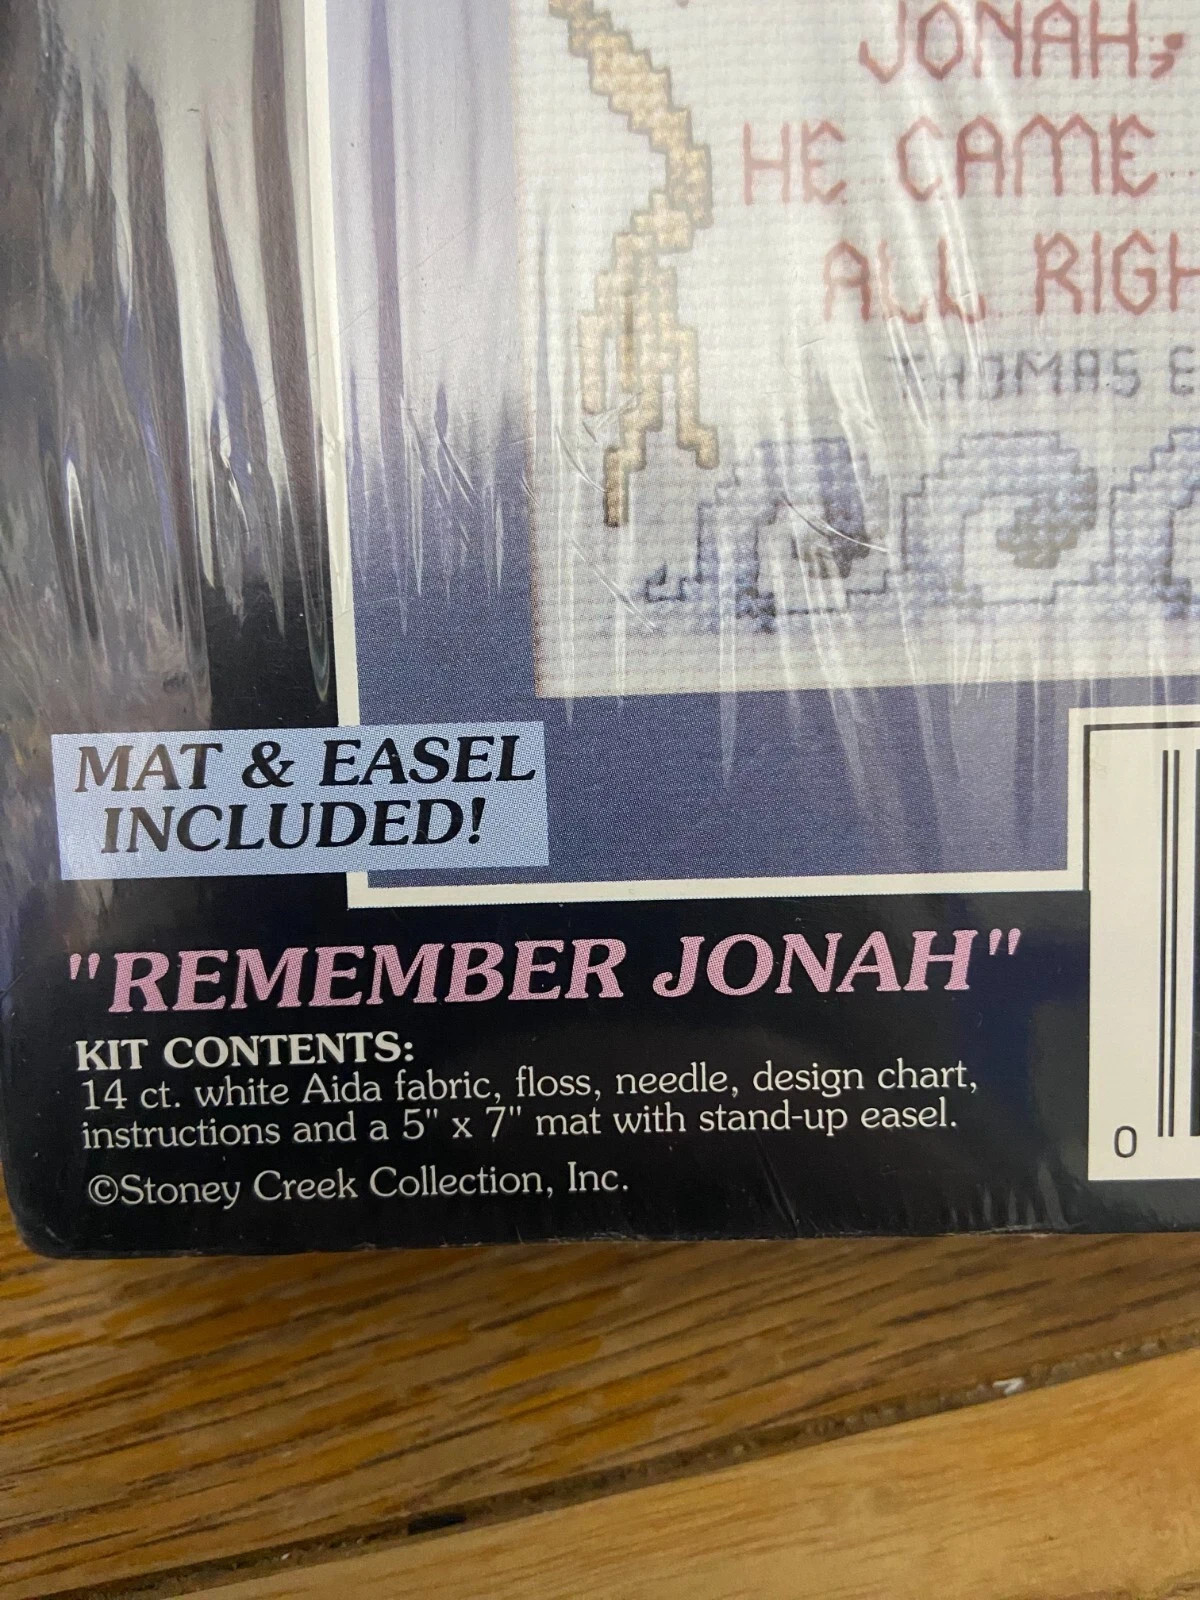 JONAH;
HE CAME
ALL RIGH
THOMAS E
MAT & EASEL
INCLUDED!
"REMEMBER JONAH"
KIT CONTENTS:
14 ct. white Aida fabric, floss, needle, design chart,
instructions and a 5" x 7" mat with stand-up easel.
©Stoney Creek Collection, Inc.
0